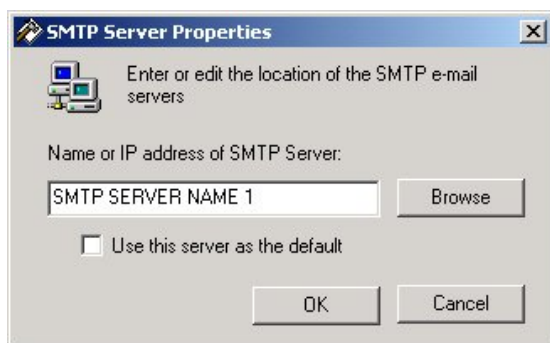 SMTP Server Properties
Enter or edit the location of the SMTP e-mail
servers
Name or IP address of SMTP Server:
SMTP SERVER NAME 1
Browse
Use this server as the default
OK
Cancel